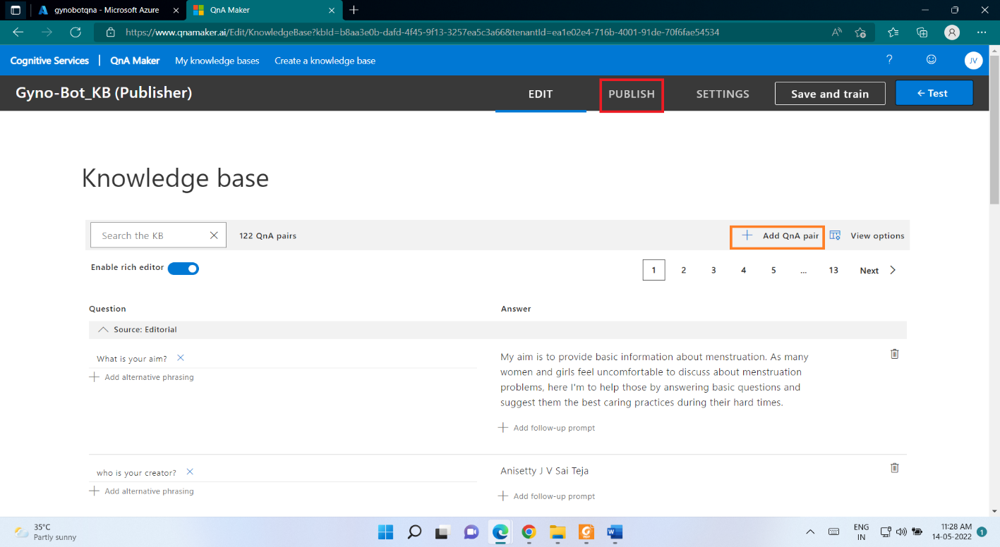 gynobotqna - Microsoft Azure
QnA Maker
https://www.qnamaker.ai/Edit/KnowledgeBase?kbId=b8aa3e0b-dafd-4f45-9f13-3257ea5c3a66&tenantId=ea1e02e4-716b-4001-91de-70f6fae54534
Cognitive Services | QnA Maker My knowledge bases Create a knowledge base ? JV
Gyno-Bot_KB (Publisher) EDIT PUBLISH SETTINGS Save and train ← Test
Knowledge base
Search the KB 122 QnA pairs + Add QnA pair View options
Enable rich editor 1 2 3 4 5 ... 13 Next >
Question Answer
Source: Editorial
What is your aim?
+ Add alternative phrasing
My aim is to provide basic information about menstruation. As many
women and girls feel uncomfortable to discuss about menstruation
problems, here I'm to help those by answering basic questions and
suggest them the best caring practices during their hard times.
+ Add follow-up prompt
who is your creator?
+ Add alternative phrasing
Anisetty J V Sai Teja
+ Add follow-up prompt
35°C
Partly sunny
ENG
IN
11:28 AM
14-05-2022
1